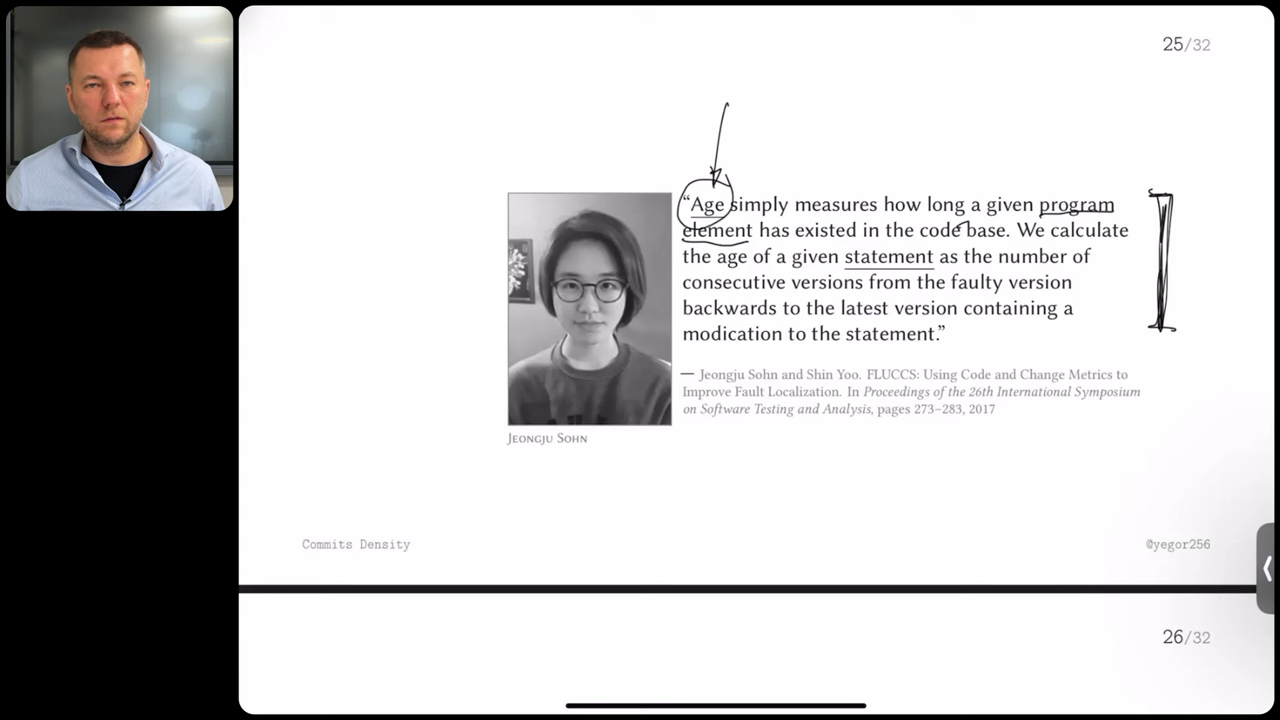 25/32
“Age simply measures how long a given program
element has existed in the code base. We calculate
the age of a given statement as the number of
consecutive versions from the faulty version
backwards to the latest version containing a
modication to the statement.”
— Jeongju Sohn and Shin Yoo. FLUCCS: Using Code and Change Metrics to
Improve Fault Localization. In Proceedings of the 26th International Symposium
on Software Testing and Analysis, pages 273–283, 2017
Jeongju Sohn
Commits Density
@yegor256
26/32